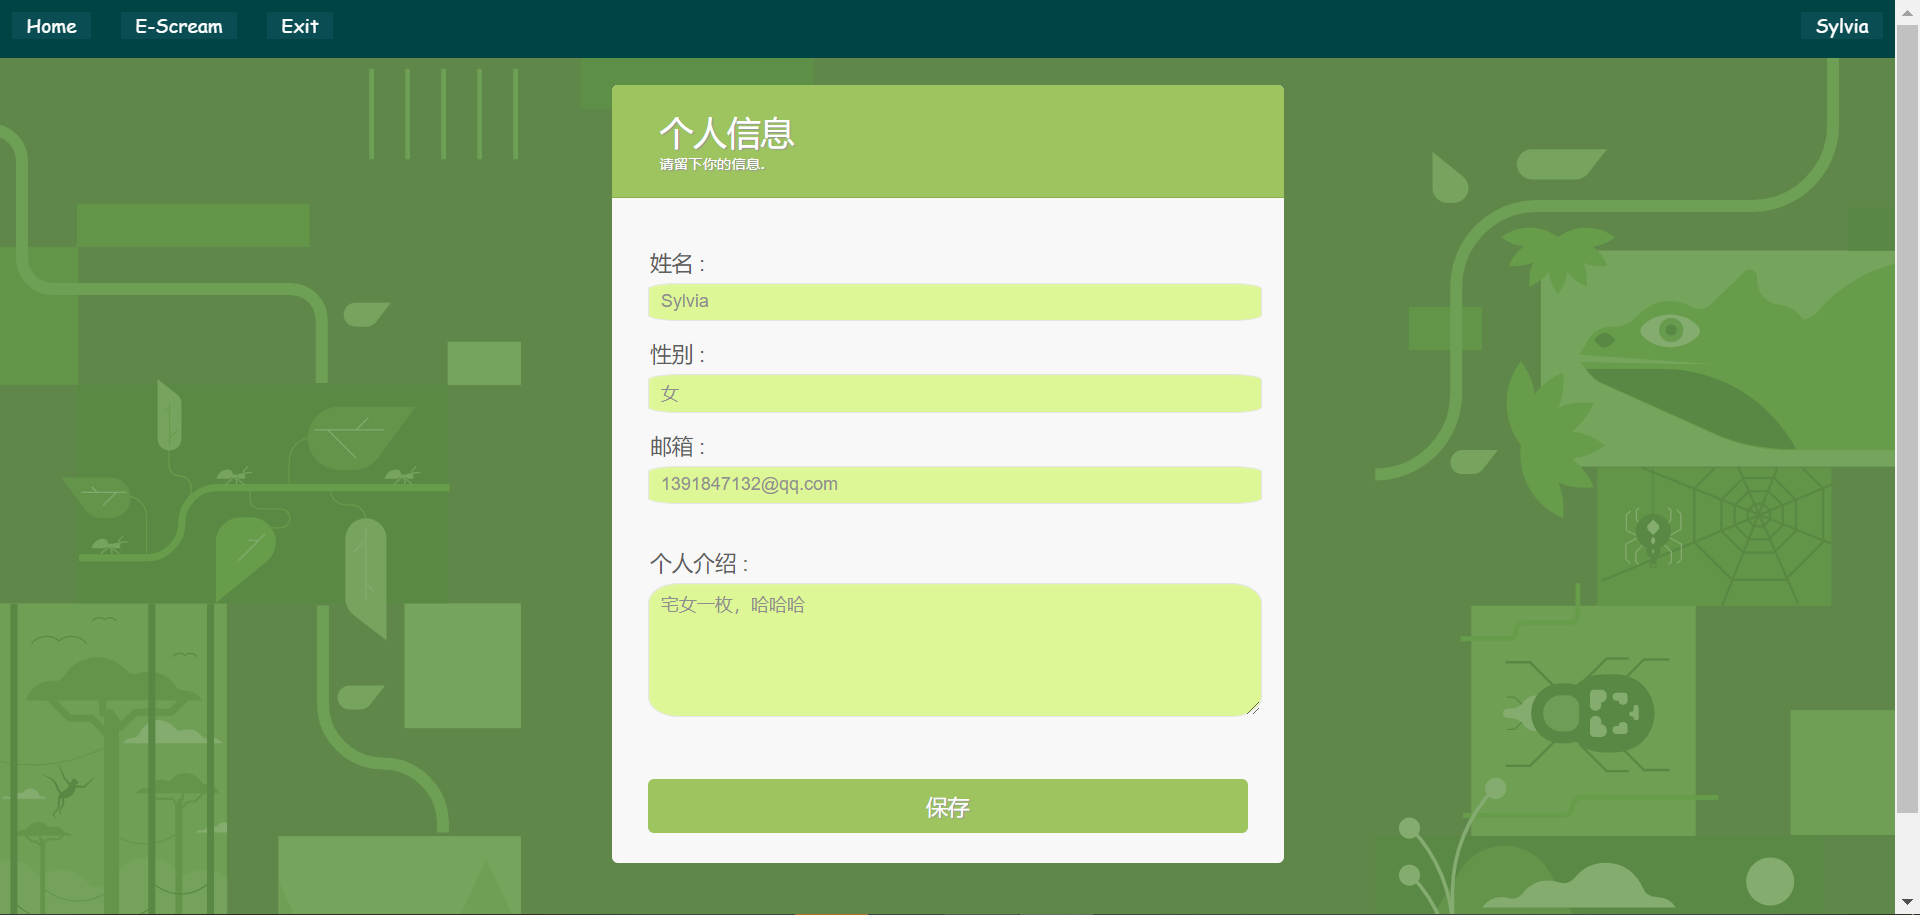 Home E-Scream Exit Sylvia
个人信息
请留下你的信息.
姓名 :
Sylvia
性别 :
女
邮箱 :
1391847132@qq.com
个人介绍 :
宅女一枚，哈哈哈
保存